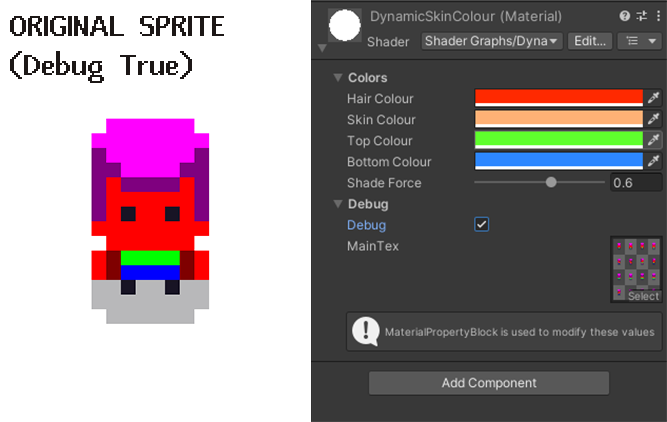 ORIGINAL SPRITE
(Debug True)
DynamicSkinColour (Material)
Shader Shader Graphs/Dyna Edit...
Colors
Hair Colour
Skin Colour
Top Colour
Bottom Colour
Shade Force 0.6
Debug
Debug
MainTex
Select
MaterialPropertyBlock is used to modify these values
Add Component